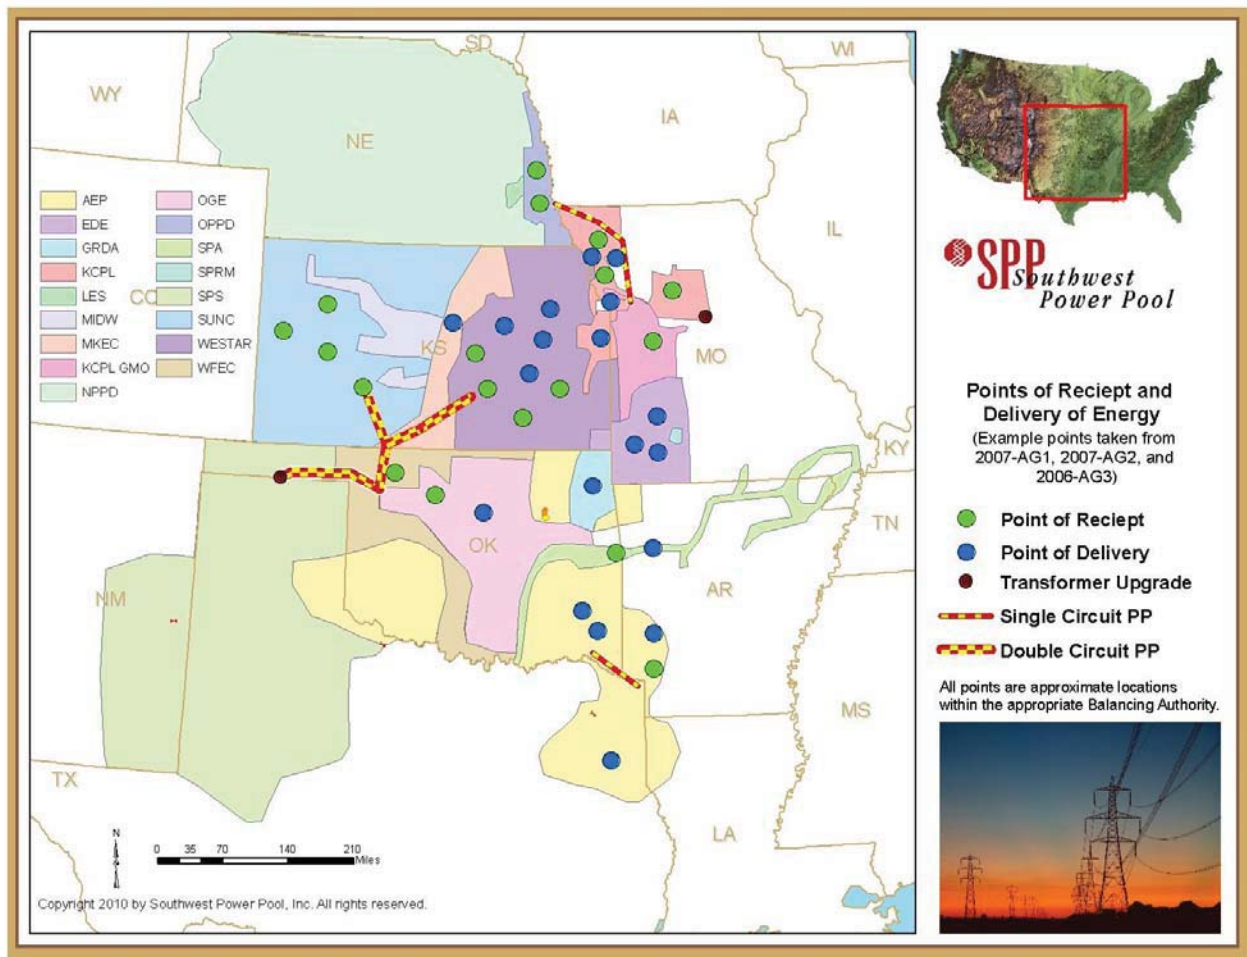 SD
WI
WY
IA
NE
IL
AEP
OGE
EDE
OPPD
GRDA
SPA
KCPL
SPRM
LES
CO
SPS
MIDW
SUNC
MKEC
WESTAR
KCPL GMO
WFEC
NPPD
KS
MO
KY
TN
OK
NM
AR
MS
TX
LA
N
0 35 70 140 210
Miles
Copyright 2010 by Southwest Power Pool, Inc. All rights reserved.
SPP
Southwest
Power Pool
Points of Reciept and
Delivery of Energy
(Example points taken from
2007-AG1, 2007-AG2, and
2006-AG3)
Point of Reciept
Point of Delivery
Transformer Upgrade
Single Circuit PP
Double Circuit PP
All points are approximate locations
within the appropriate Balancing Authority.